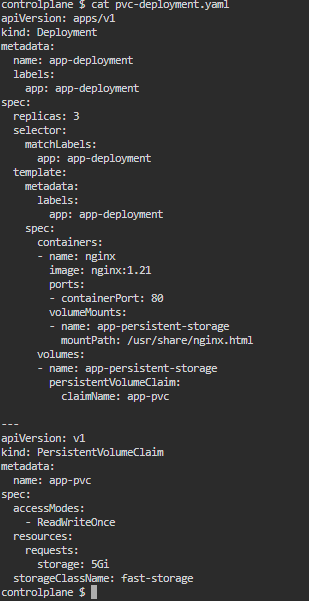 controlplane $ cat pvc-deployment.yaml
apiVersion: apps/v1
kind: Deployment
metadata:
  name: app-deployment
  labels:
    app: app-deployment
spec:
  replicas: 3
  selector:
    matchLabels:
      app: app-deployment
  template:
    metadata:
      labels:
        app: app-deployment
    spec:
      containers:
      - name: nginx
        image: nginx:1.21
        ports:
        - containerPort: 80
        volumeMounts:
        - name: app-persistent-storage
          mountPath: /usr/share/nginx.html
      volumes:
      - name: app-persistent-storage
        persistentVolumeClaim:
          claimName: app-pvc

---
apiVersion: v1
kind: PersistentVolumeClaim
metadata:
  name: app-pvc
spec:
  accessModes:
    - ReadWriteOnce
  resources:
    requests:
      storage: 5Gi
  storageClassName: fast-storage
controlplane $